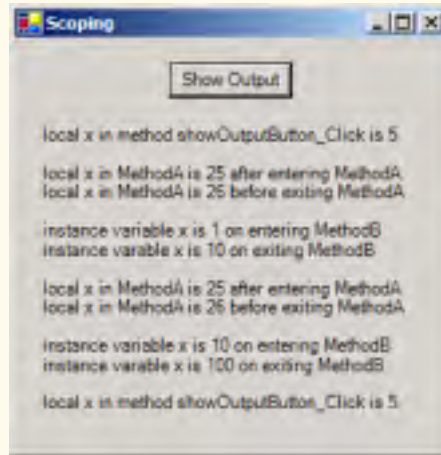 Scoping
Show Output
local x in method showOutputButton_Click is 5
local x in MethodA is 25 after entering MethodA
local x in MethodA is 26 before exiting MethodA
instance variable x is 1 on entering MethodB
instance varable x is 10 on exiting MethodB
local x in MethodA is 25 after entering MethodA
local x in MethodA is 26 before exiting MethodA
instance variable x is 10 on entering MethodB
instance varable x is 100 on exiting MethodB
local x in method showOutputButton_Click is 5